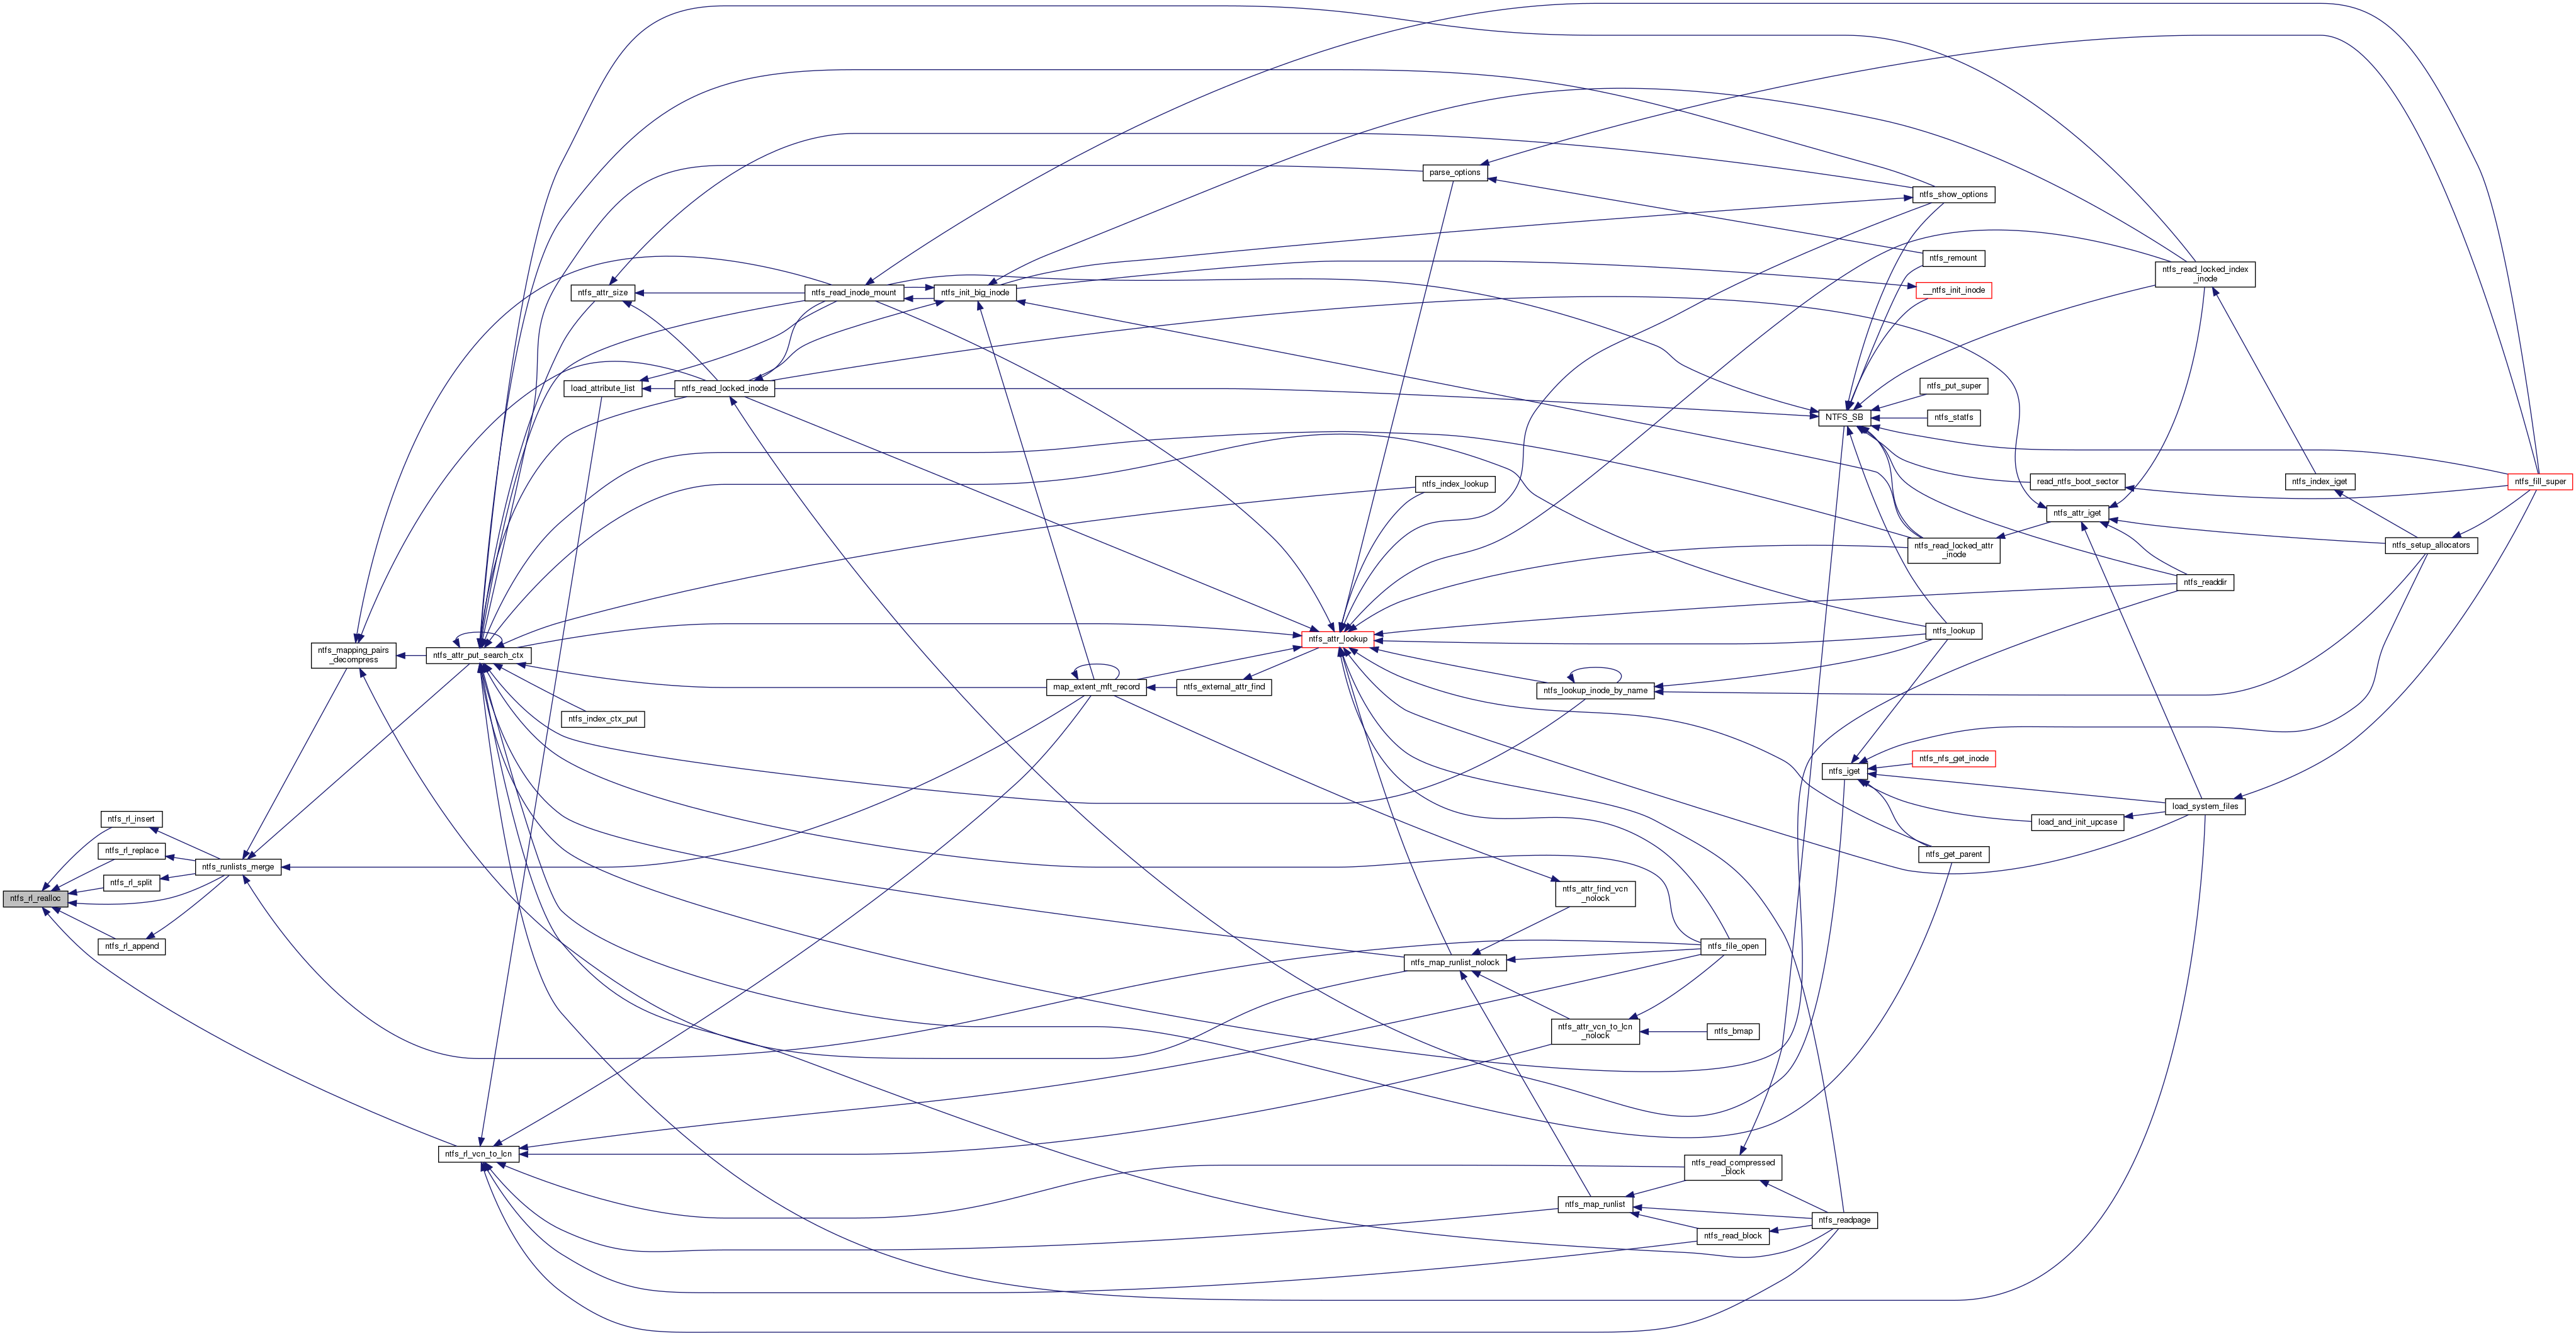 parse_options
ntfs_show_options
ntfs_remount
ntfs_read_locked_index
_inode
ntfs_attr_size
ntfs_read_inode_mount
ntfs_init_big_inode
__ntfs_init_inode
load_attribute_list
ntfs_read_locked_inode
ntfs_put_super
NTFS_SB
ntfs_statfs
ntfs_index_lookup
read_ntfs_boot_sector
ntfs_index_iget
ntfs_fill_super
ntfs_attr_iget
ntfs_read_locked_attr
_inode
ntfs_setup_allocators
ntfs_readdir
ntfs_lookup
ntfs_attr_lookup
ntfs_mapping_pairs
_decompress
ntfs_attr_put_search_ctx
map_extent_mft_record
ntfs_external_attr_find
ntfs_lookup_inode_by_name
ntfs_index_ctx_put
ntfs_nfs_get_inode
ntfs_iget
load_system_files
ntfs_rl_insert
load_and_init_upcase
ntfs_rl_replace
ntfs_get_parent
ntfs_runlists_merge
ntfs_rl_split
ntfs_rl_realloc
ntfs_attr_find_vcn
_nolock
ntfs_rl_append
ntfs_file_open
ntfs_map_runlist_nolock
ntfs_attr_vcn_to_lcn
_nolock
ntfs_bmap
ntfs_rl_vcn_to_lcn
ntfs_read_compressed
_block
ntfs_map_runlist
ntfs_readpage
ntfs_read_block